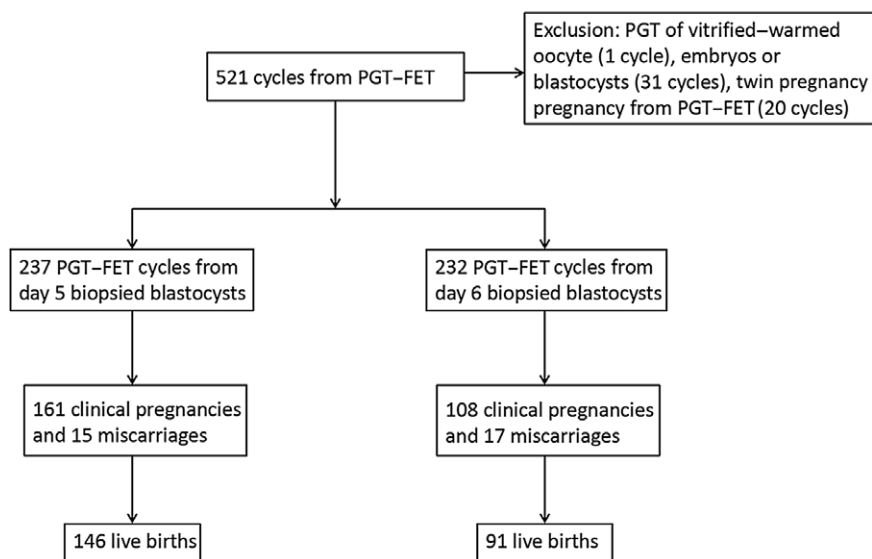 521 cycles from PGT–FET
Exclusion: PGT of vitrified–warmed
oocyte (1 cycle), embryos or
blastocysts (31 cycles), twin pregnancy
pregnancy from PGT–FET (20 cycles)
237 PGT–FET cycles from
day 5 biopsied blastocysts
232 PGT–FET cycles from
day 6 biopsied blastocysts
161 clinical pregnancies
and 15 miscarriages
108 clinical pregnancies
and 17 miscarriages
146 live births
91 live births